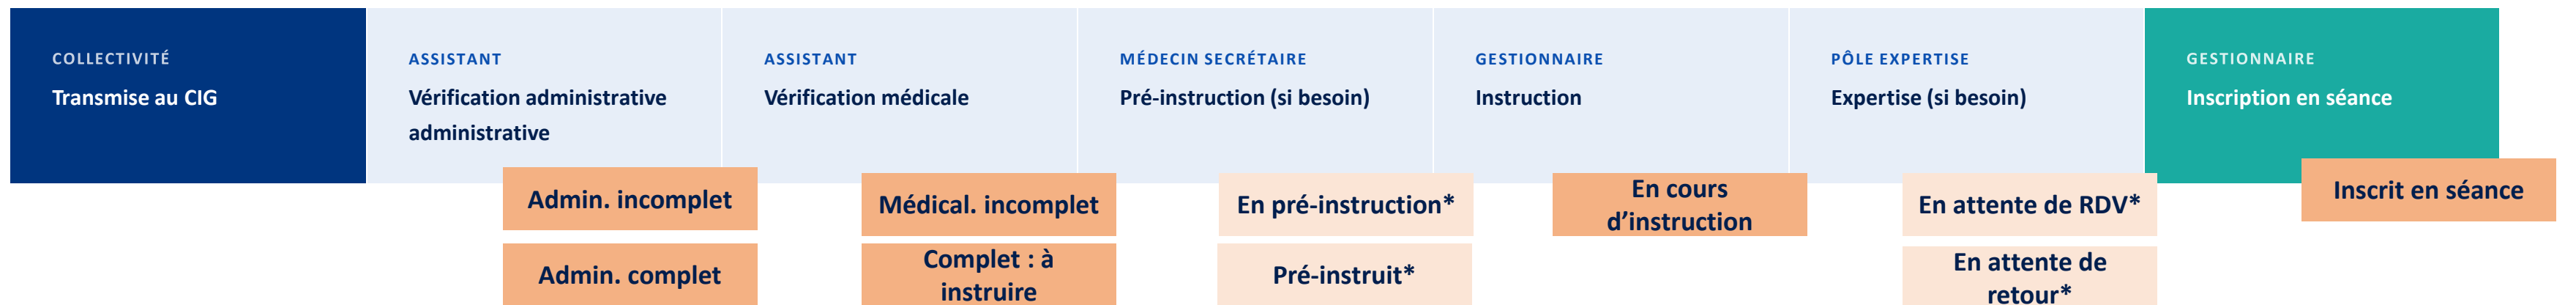 COLLECTIVITÉ
Transmise au CIG
ASSISTANT
Vérification administrative
administrative
ASSISTANT
Vérification médicale
MÉDECIN SECRÉTAIRE
Pré-instruction (si besoin)
GESTIONNAIRE
Instruction
PÔLE EXPERTISE
Expertise (si besoin)
GESTIONNAIRE
Inscription en séance
Admin. incomplet
Admin. complet
Médical. incomplet
Complet : à
instruire
En pré-instruction*
Pré-instruit*
En cours
d’instruction
En attente de RDV*
En attente de
retour*
Inscrit en séance